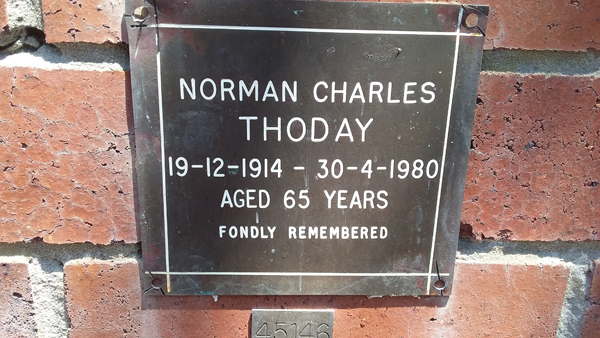 NORMAN CHARLES
THODAY
19-12-1914 - 30-4-1980
AGED 65 YEARS
FONDLY REMEMBERED
45146